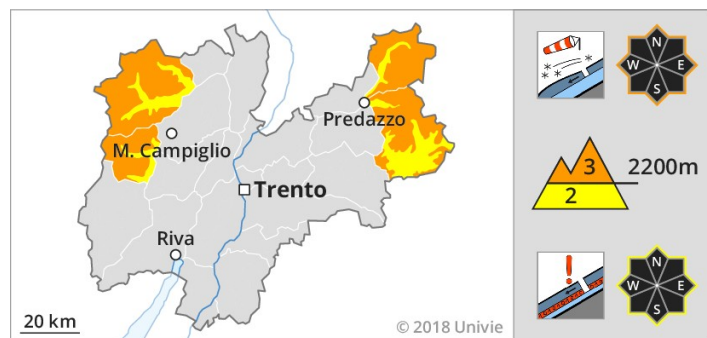 Predazzo
M. Campiglio
Trento
Riva
20 km
© 2018 Univie
N
W E
S
3 2200m
2
N
W E
S